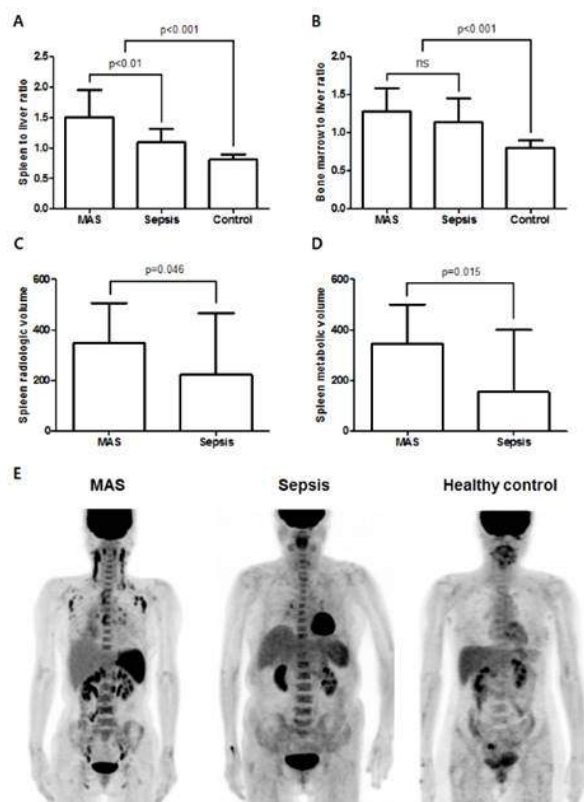 A
p<0.001
p<0.01
Spleen to liver ratio
2.5
2.0
1.5
1.0
0.5
0.0
MAS Sepsis Control
B
p<0.001
ns
Bone marrow to liver ratio
2.0
1.5
1.0
0.5
0.0
MAS Sepsis Control
C
p=0.046
Spleen radiologic volume
600
400
200
0
MAS Sepsis
D
p=0.015
Spleen metabolic volume
600
400
200
0
MAS Sepsis
E
MAS Sepsis Healthy control